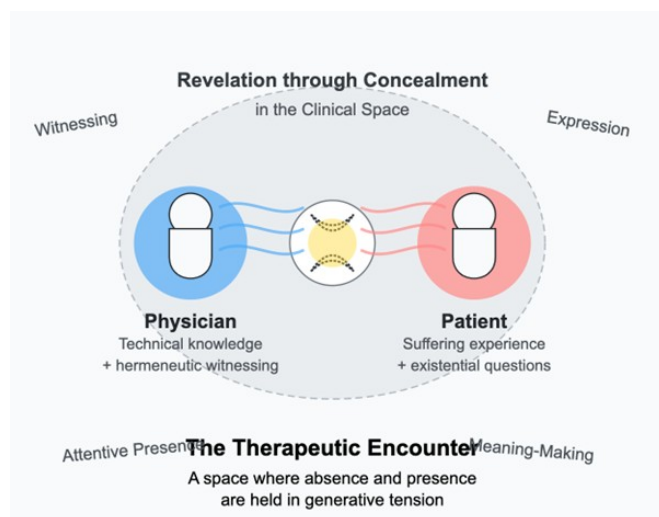 Revelation through Concealment
in the Clinical Space
Witnessing
Expression
Physician
Technical knowledge
+ hermeneutic witnessing
Patient
Suffering experience
+ existential questions
Attentive Presence
The Therapeutic Encounter
Meaning-Making
A space where absence and presence
are held in generative tension